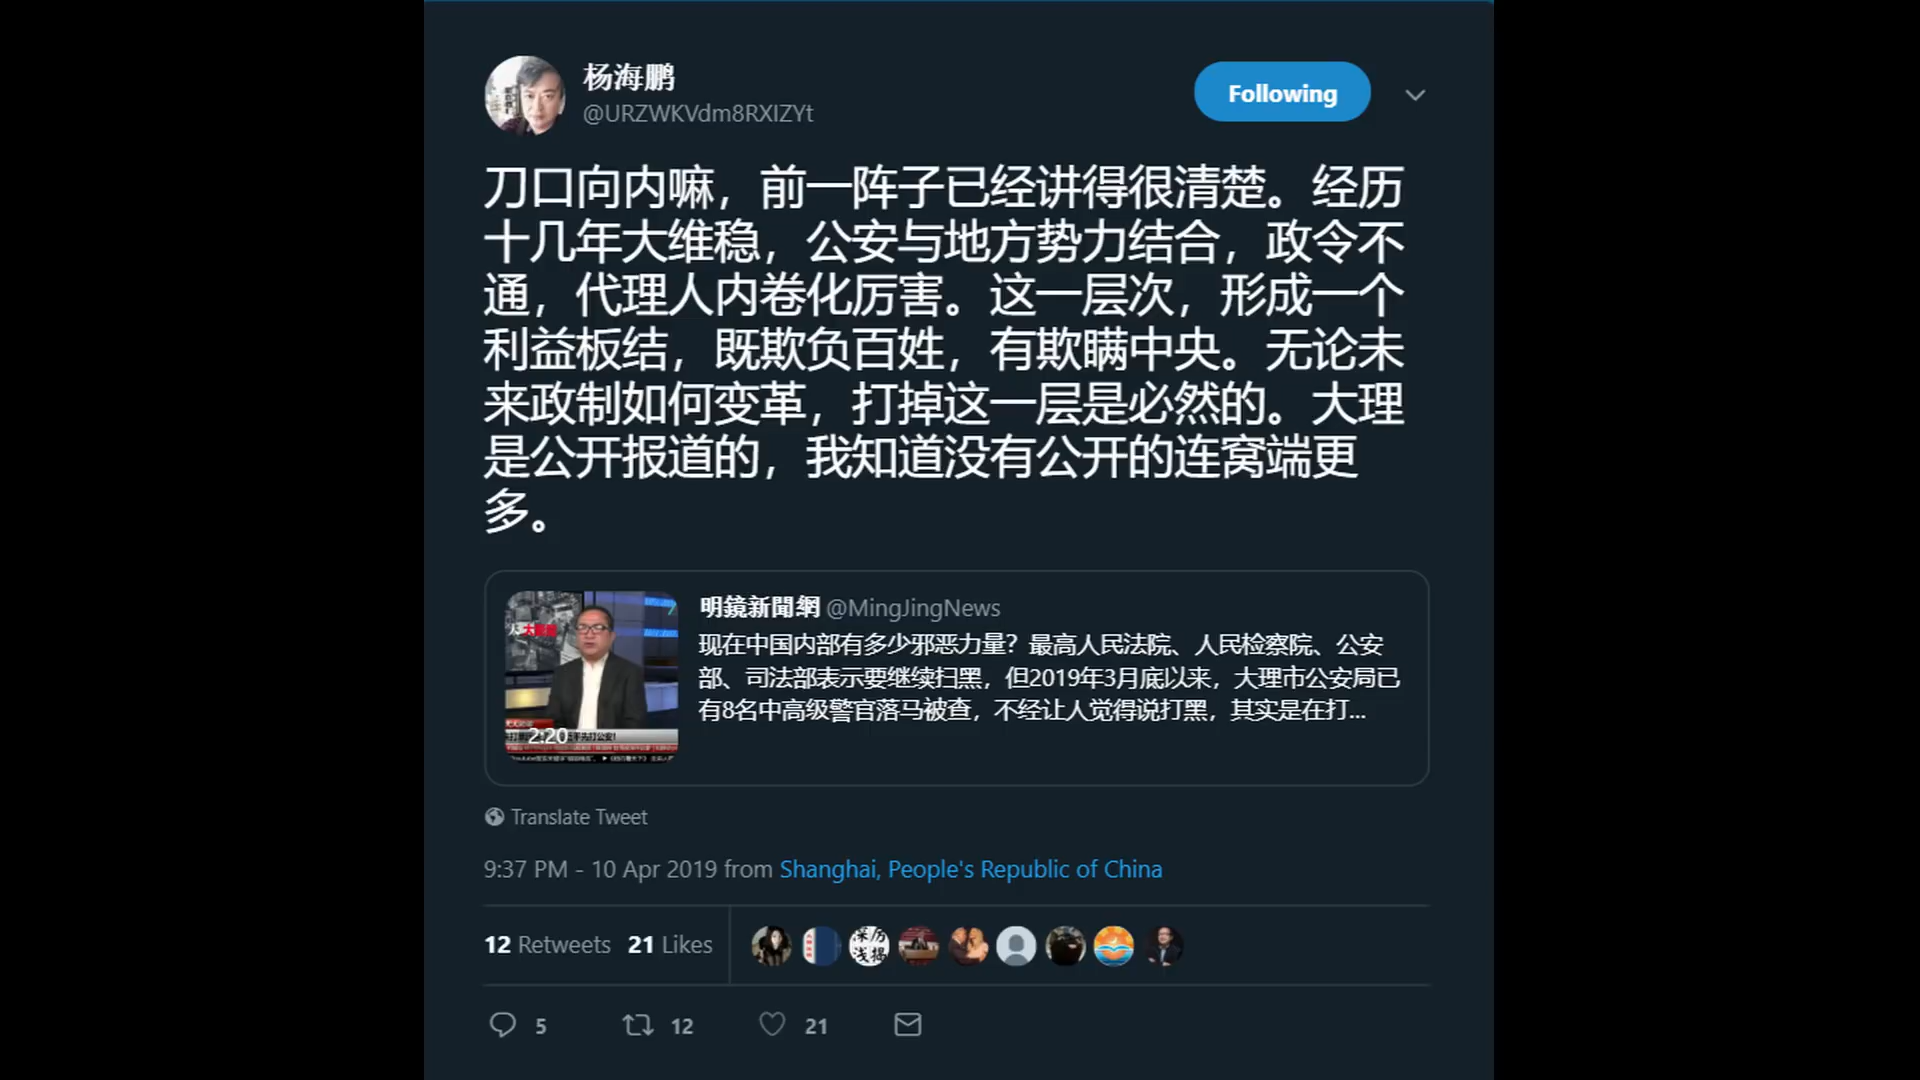 杨海鹏
@URZWKVdm8RXIZYt
Following
刀口向内嘛，前一阵子已经讲得很清楚。经历
十几年大维稳，公安与地方势力结合，政令不
通，代理人内卷化厉害。这一层次，形成一个
利益板结，既欺负百姓，有欺瞒中央。无论未
来政制如何变革，打掉这一层是必然的。大理
是公开报道的，我知道没有公开的连窝端更
多。
明鏡新聞網 @MingJingNews
现在中国内部有多少邪恶力量？最高人民法院、人民检察院、公安
部、司法部表示要继续扫黑，但2019年3月底以来，大理市公安局已
有8名中高级警官落马被查，不经让人觉得说打黑，其实是在打...
2:20
Translate Tweet
9:37 PM - 10 Apr 2019 from Shanghai, People's Republic of China
12 Retweets 21 Likes
深历
浅揭
5 12 21